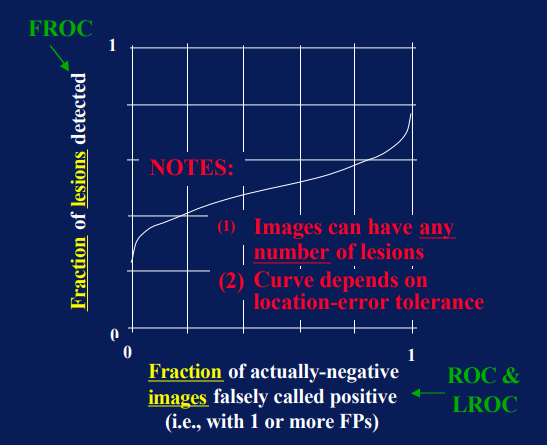 FROC
1
Fraction of lesions detected
NOTES:
(1) Images can have any
number of lesions
(2) Curve depends on
location-error tolerance
0
0
1
Fraction of actually-negative
images falsely called positive
(i.e., with 1 or more FPs)
ROC &
LROC